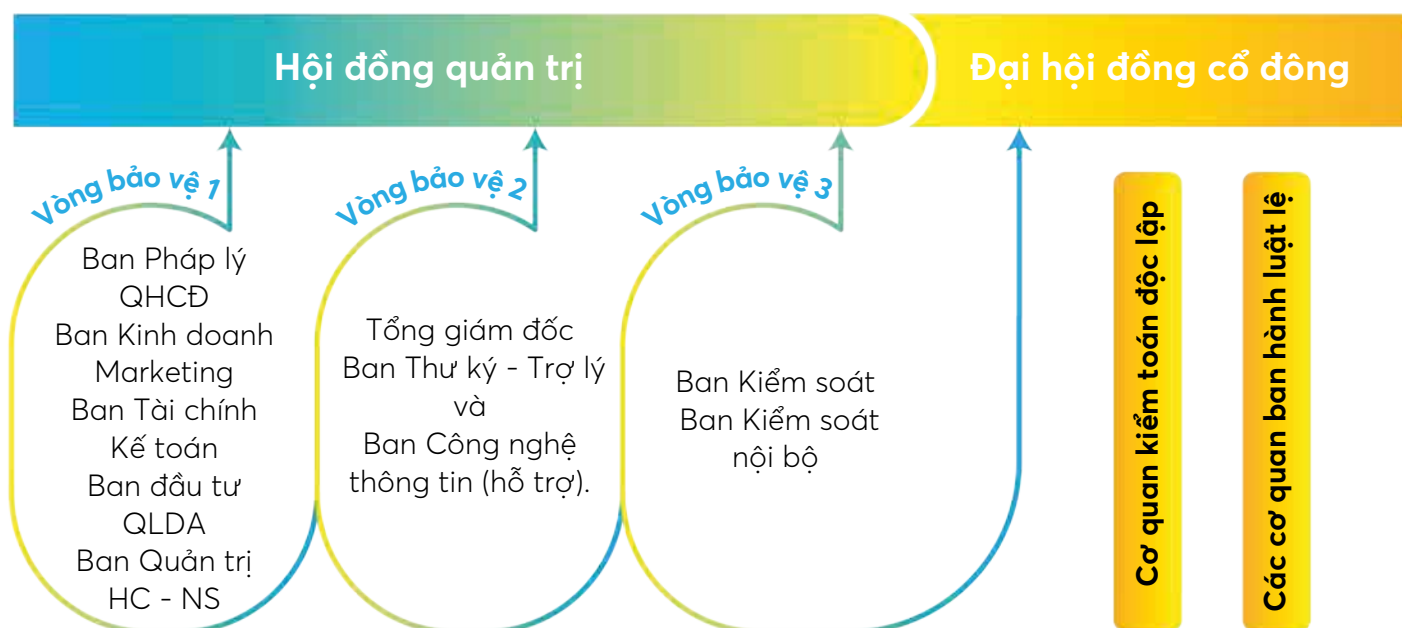 Hội đồng quản trị
Đại hội đồng cổ đông
Vòng bảo vệ 1
Ban Pháp lý
QHCĐ
Ban Kinh doanh
Marketing
Ban Tài chính
Kế toán
Ban đầu tư
QLDA
Ban Quản trị
HC - NS
Vòng bảo vệ 2
Tổng giám đốc
Ban Thư ký - Trợ lý
và
Ban Công nghệ
thông tin (hỗ trợ).
Vòng bảo vệ 3
Ban Kiểm soát
Ban Kiểm soát
nội bộ
Cơ quan kiểm toán độc lập
Các cơ quan ban hành luật lệ